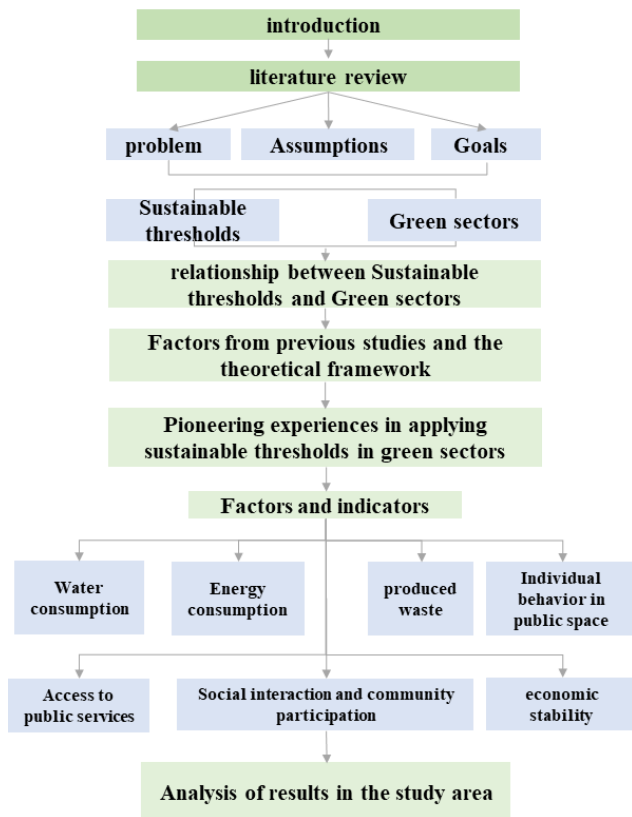 introduction
literature review
problem
Assumptions
Goals
Sustainable
thresholds
Green sectors
relationship between Sustainable
thresholds and Green sectors
Factors from previous studies and the
theoretical framework
Pioneering experiences in applying
sustainable thresholds in green sectors
Factors and indicators
Water
consumption
Energy
consumption
produced
waste
Individual
behavior in
public space
Access to
public services
Social interaction and community
participation
economic
stability
Analysis of results in the study area